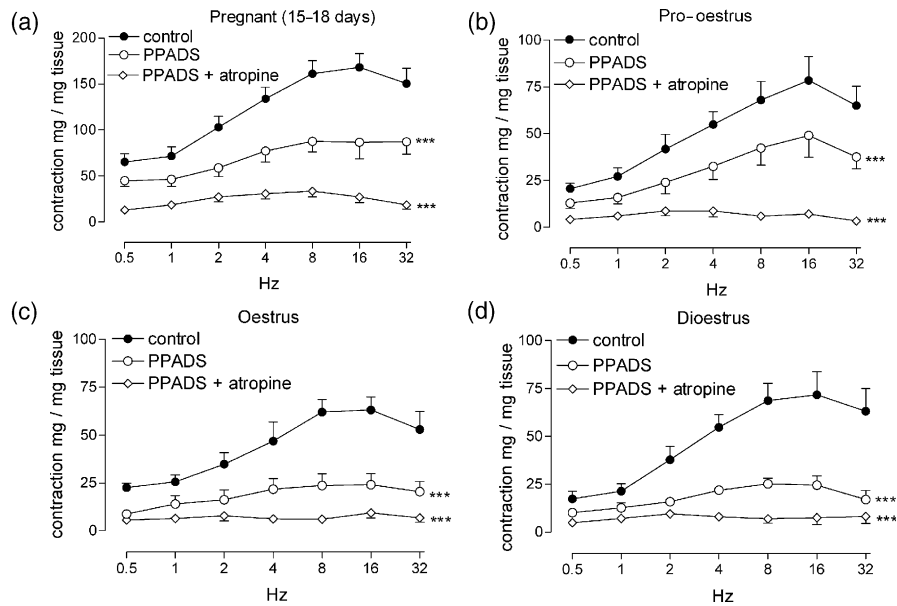 (a)
Pregnant (15–18 days)
control
PPADS
PPADS + atropine
contraction mg / mg tissue
200
150
100
50
0
***
***
0.5 1 2 4 8 16 32
Hz
(b)
Pro-oestrus
control
PPADS
PPADS + atropine
contraction mg / mg tissue
100
75
50
25
0
***
***
0.5 1 2 4 8 16 32
Hz
(c)
Oestrus
control
PPADS
PPADS + atropine
contraction mg / mg tissue
100
75
50
25
0
***
***
0.5 1 2 4 8 16 32
Hz
(d)
Dioestrus
control
PPADS
PPADS + atropine
contraction mg / mg tissue
100
75
50
25
0
***
***
0.5 1 2 4 8 16 32
Hz